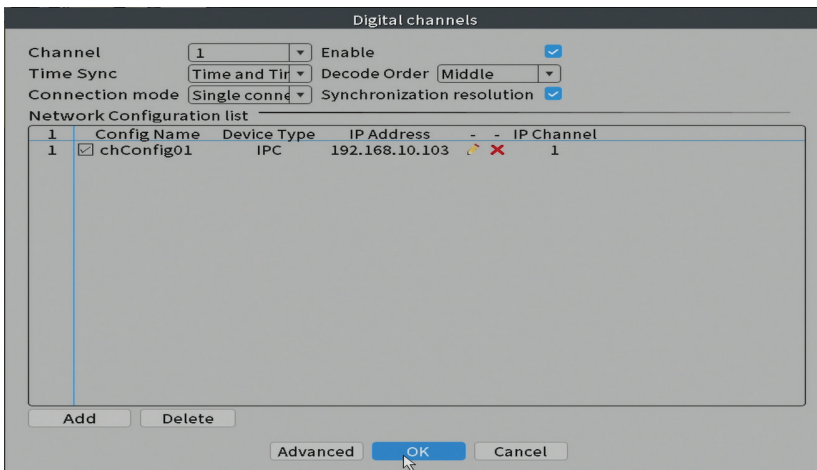 Digital channels
Channel 1 Enable
Time Sync Time and Tir Decode Order Middle
Connection mode Single conne Synchronization resolution
Network Configuration list
1 Config Name Device Type IP Address - - IP Channel
1 chConfig01 IPC 192.168.10.103 1
Add Delete
Advanced OK Cancel